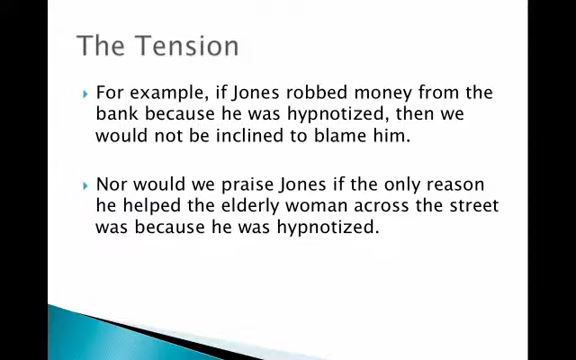 The Tension
For example, if Jones robbed money from the
bank because he was hypnotized, then we
would not be inclined to blame him.
Nor would we praise Jones if the only reason
he helped the elderly woman across the street
was because he was hypnotized.